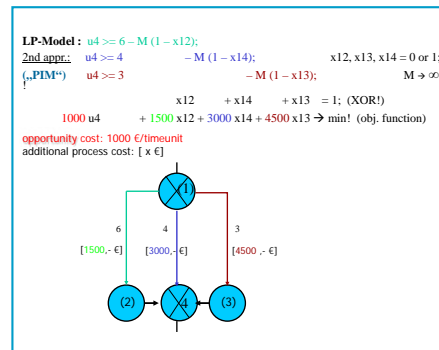 LP-Model : u4 >= 6 – M (1 – x12);
2nd appr.: u4 >= 4 – M (1 – x14); x12, x13, x14 = 0 or 1;
(„PIM“) u4 >= 3 – M (1 – x13); M → ∞
!
x12 + x14 + x13 = 1; (XOR!)
1000 u4 + 1500 x12 + 3000 x14 + 4500 x13 → min! (obj. function)
opportunity cost: 1000 €/timeunit
additional process cost: [ x €]
(1)
6 4 3
[1500,- €] [3000,- €] [4500 ,- €]
(2) 4 (3)